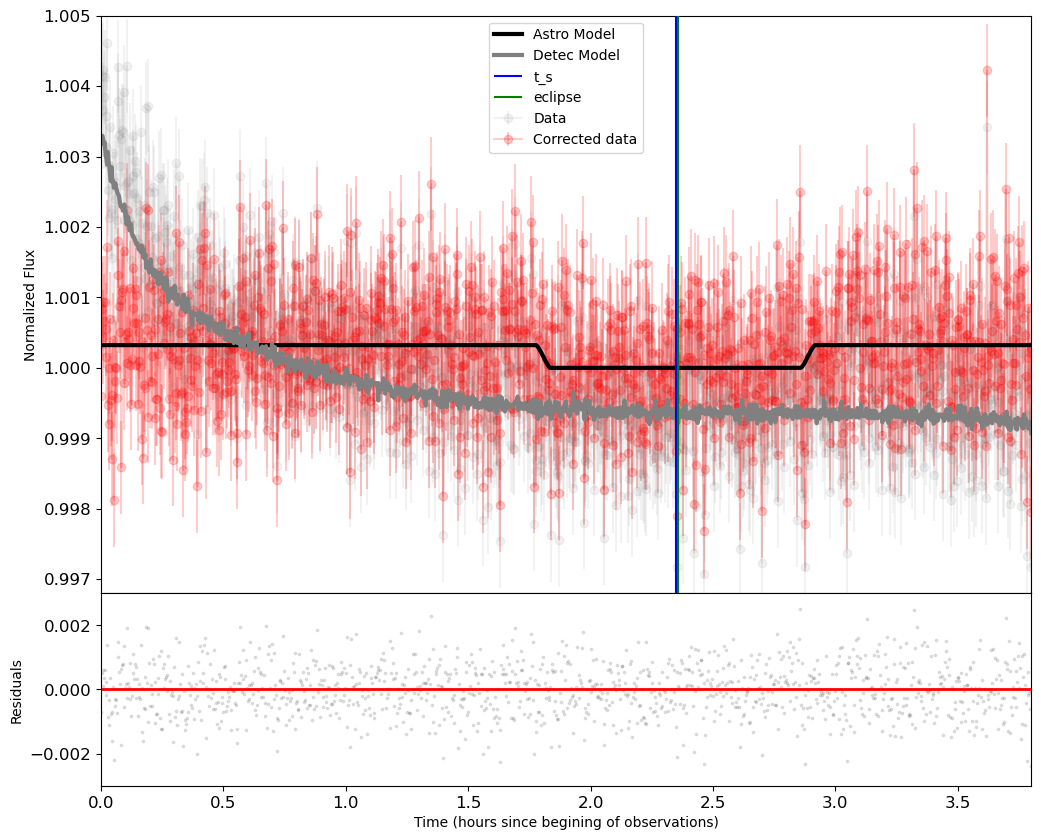 1.005
1.004
1.003
1.002
1.001
1.000
0.999
0.998
0.997
Normalized Flux
Astro Model
Detec Model
t_s
eclipse
Data
Corrected data
0.002
0.000
−0.002
Residuals
0.0 0.5 1.0 1.5 2.0 2.5 3.0 3.5
Time (hours since begining of observations)